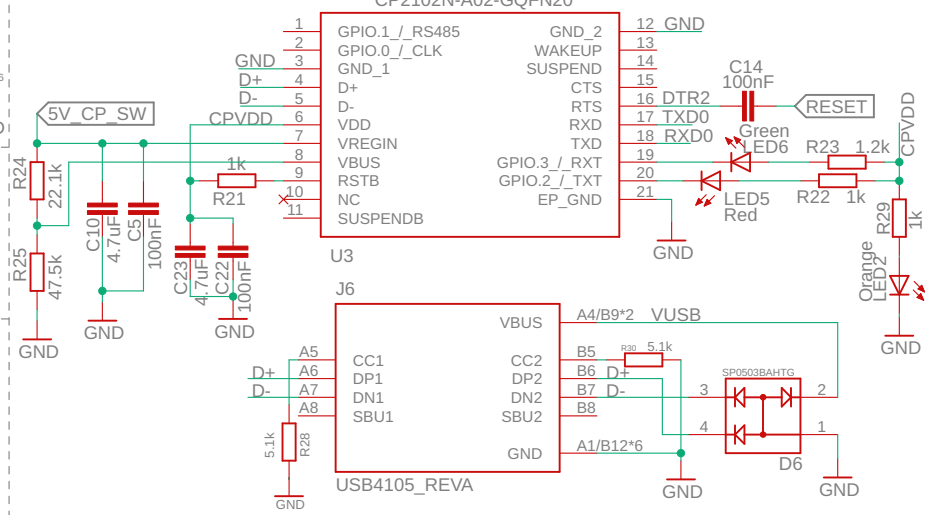 CP2102N-A02-GQFN20
1 GPIO.1_/_RS485 GND_2 12 GND
2 GPIO.0_/_CLK WAKEUP 13
GND 3 GND_1 SUSPEND 14
D+ 4 D+ CTS 15
D- 5 D- RTS 16 DTR2
C14
100nF
RESET
5V_CP_SW
CPVDD 6 VDD RXD 17 TXD0
7 VREGIN TXD 18 RXD0
8 VBUS GPIO.3_/_RXT 19
9 RSTB GPIO.2_/_TXT 20
10 NC EP_GND 21
11 SUSPENDB
1k
R21
Green
LED6
R23 1.2k
CPVDD
LED5
Red
R22 1k
R29
1k
Orange
LED2
GND
GND
R24
22.1k
R25
47.5k
C10
4.7uF
C5
100nF
C23
4.7uF
C22
100nF
GND
GND
GND
U3
J6
VBUS A4/B9*2 VUSB
A5 CC1 CC2 B5 R30 5.1k
D+ A6 DP1 DP2 B6 D+
D- A7 DN1 DN2 B7 D-
A8 SBU1 SBU2 B8
GND A1/B12*6
5.1k
R28
GND
USB4105_REVA
GND
SP0503BAHTG
3 2
4 1
D6
GND